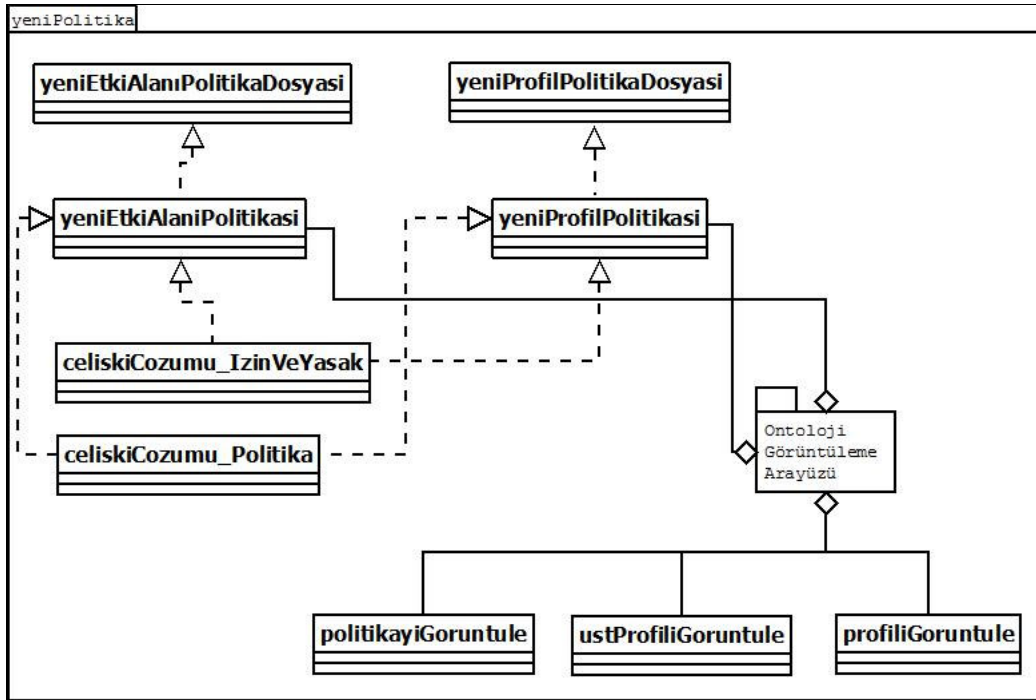 yeniPolitika
yeniEtkiAlanıPolitikaDosyasi
yeniProfilPolitikaDosyasi
yeniEtkiAlaniPolitikasi
yeniProfilPolitikasi
celiskiCozumu_IzinVeYasak
celiskiCozumu_Politika
Ontoloji
Görüntüleme
Arayüzü
politikayiGoruntule
ustProfiliGoruntule
profiliGoruntule